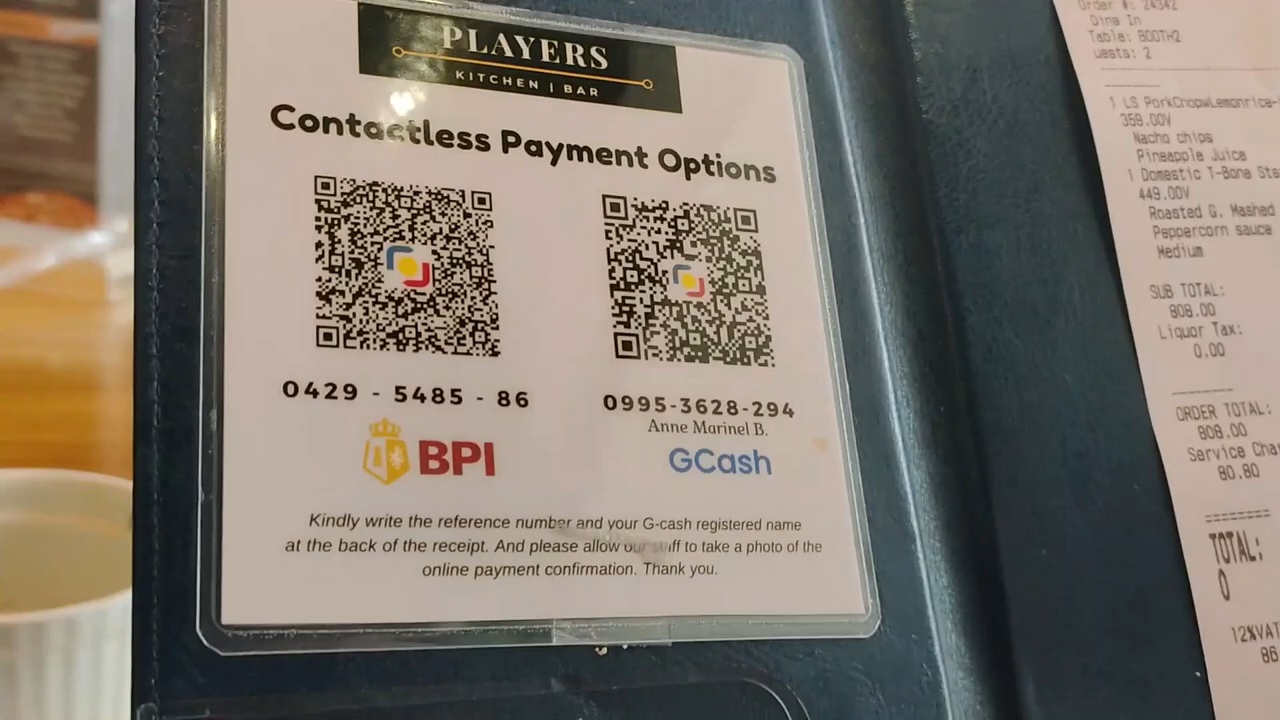 PLAYERS
KITCHEN | BAR
Contactless Payment Options
0429 - 5485 - 86
BPI
0995-3628-294
Anne Marinel B.
GCash
Kindly write the reference number and your G-cash registered name
at the back of the receipt. And please allow our staff to take a photo of the
online payment confirmation. Thank you.
Order #: 24342
Dine In
Table: BOOTH2
uests: 2
1 LS PorkChopwLemonrice-
359.00V
Nacho chips
Pineapple Juice
1 Domestic T-Bone Ste
449.00V
Roasted G. Mashed
Peppercorn sauce
Medium
SUB TOTAL:
808.00
Liquor Tax:
0.00
ORDER TOTAL:
808.00
Service Cha
80.80
TOTAL:
12%VAT
86